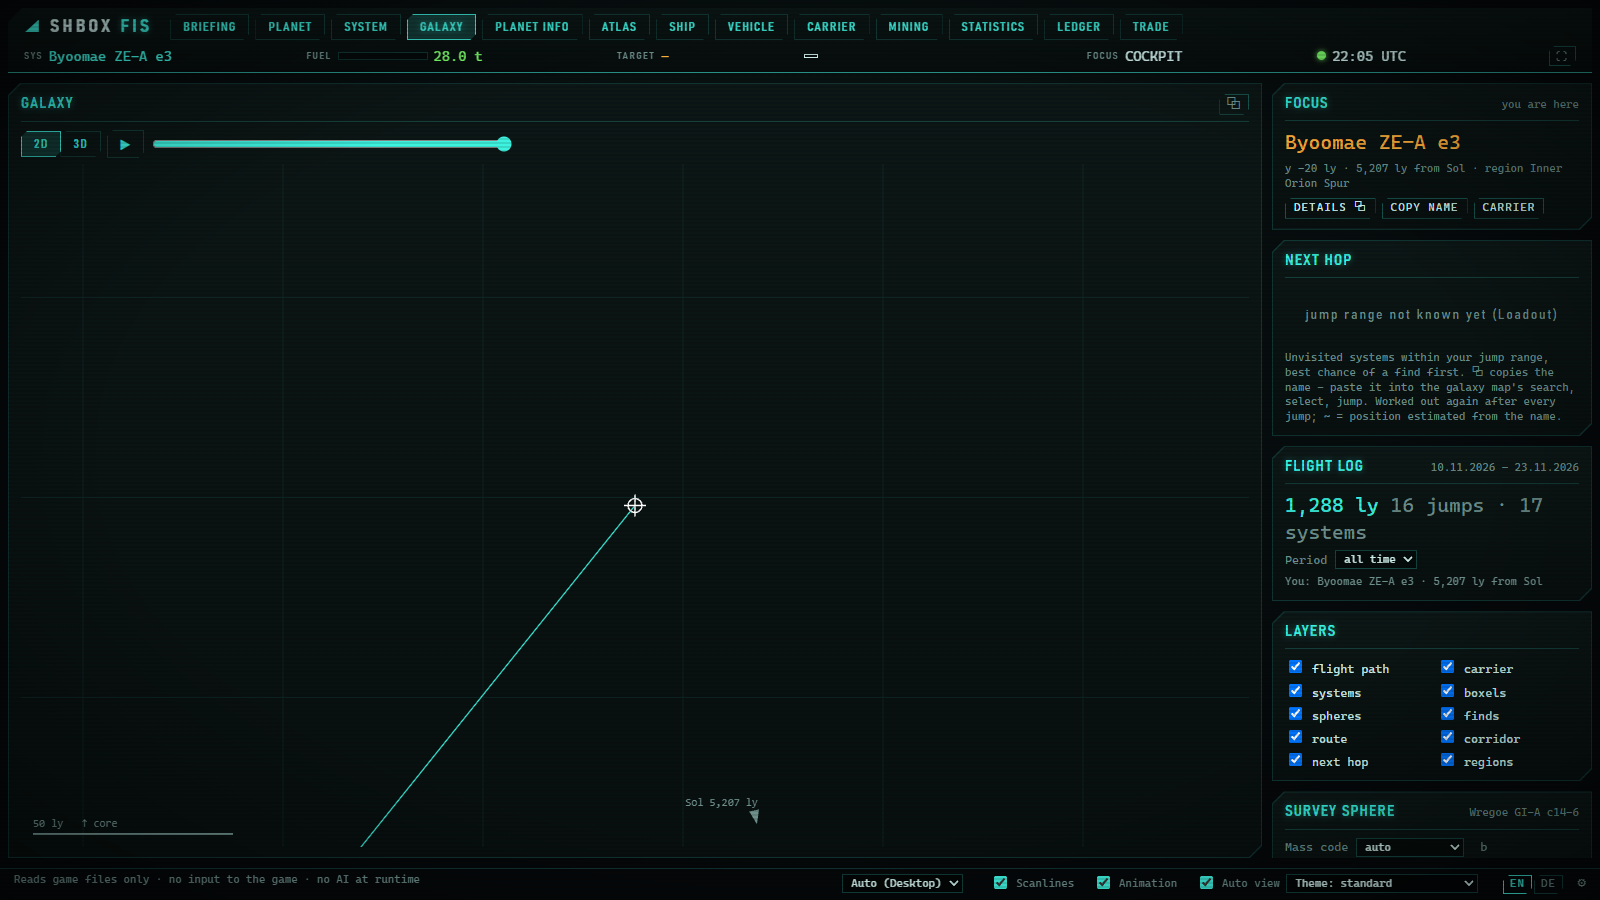 SHBOX FIS
BRIEFING
PLANET
SYSTEM
GALAXY
PLANET INFO
ATLAS
SHIP
VEHICLE
CARRIER
MINING
STATISTICS
LEDGER
TRADE
SYS Byoomae ZE-A e3
FUEL 28.0 t
TARGET –
FOCUS COCKPIT
22:05 UTC
GALAXY
2D 3D
Sol 5,207 ly
50 ly ↑ core
FOCUS you are here
Byoomae ZE-A e3
y -20 ly · 5,207 ly from Sol · region Inner
Orion Spur
DETAILS COPY NAME CARRIER
NEXT HOP
jump range not known yet (Loadout)
Unvisited systems within your jump range,
best chance of a find first. ⧉ copies the
name – paste it into the galaxy map's search,
select, jump. Worked out again after every
jump; ~ = position estimated from the name.
FLIGHT LOG 10.11.2026 – 23.11.2026
1,288 ly 16 jumps · 17
systems
Period all time
You: Byoomae ZE-A e3 · 5,207 ly from Sol
LAYERS
flight path carrier
systems boxels
spheres finds
route corridor
next hop regions
SURVEY SPHERE Wregoe GI-A c14-6
Mass code auto b
Reads game files only · no input to the game · no AI at runtime
Auto (Desktop)
Scanlines
Animation
Auto view
Theme: standard
EN DE